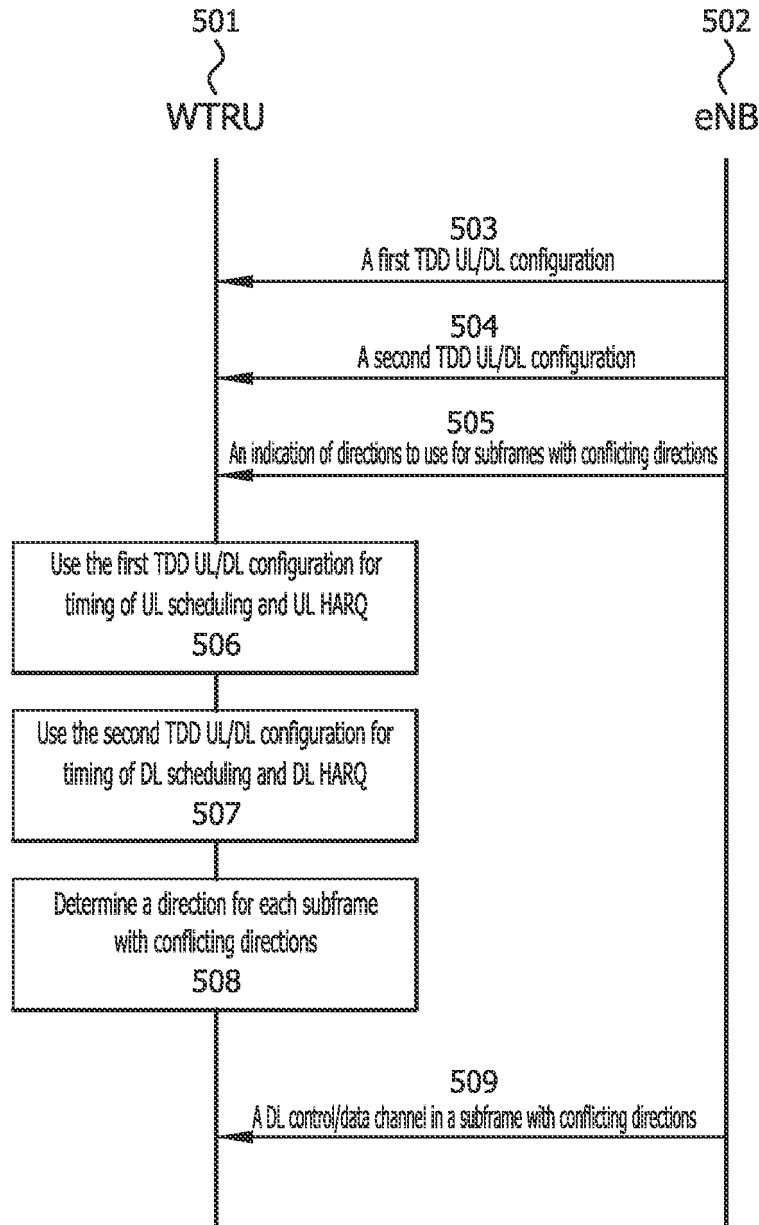 501 502
WTRU eNB
503
A first TDD UL/DL configuration
504
A second TDD UL/DL configuration
505
An indication of directions to use for subframes with conflicting directions
Use the first TDD UL/DL configuration for
timing of UL scheduling and UL HARQ
506
Use the second TDD UL/DL configuration for
timing of DL scheduling and DL HARQ
507
Determine a direction for each subframe
with conflicting directions
508
509
A DL control/data channel in a subframe with conflicting directions